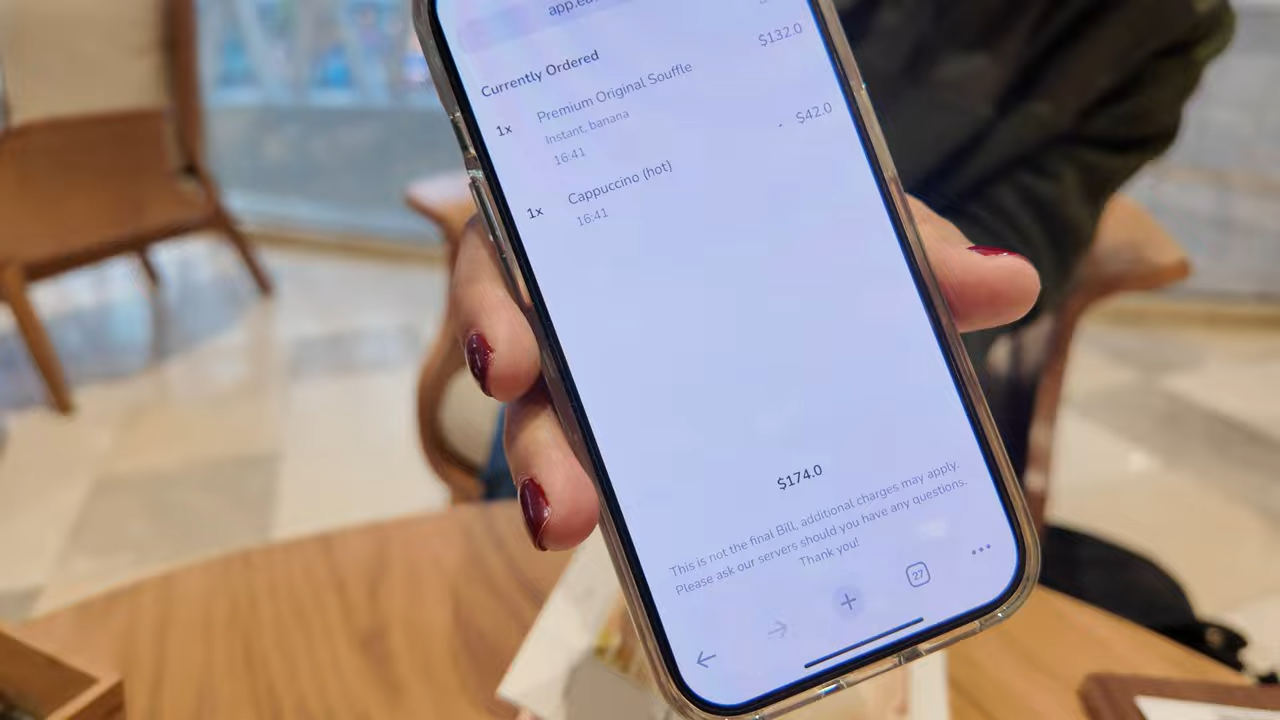 Currently Ordered
1x Premium Original Souffle $132.0
Instant, banana
16:41
1x Cappuccino (hot) - $42.0
16:41
$174.0
This is not the final Bill, additional charges may apply.
Please ask our servers should you have any questions.
Thank you!
27